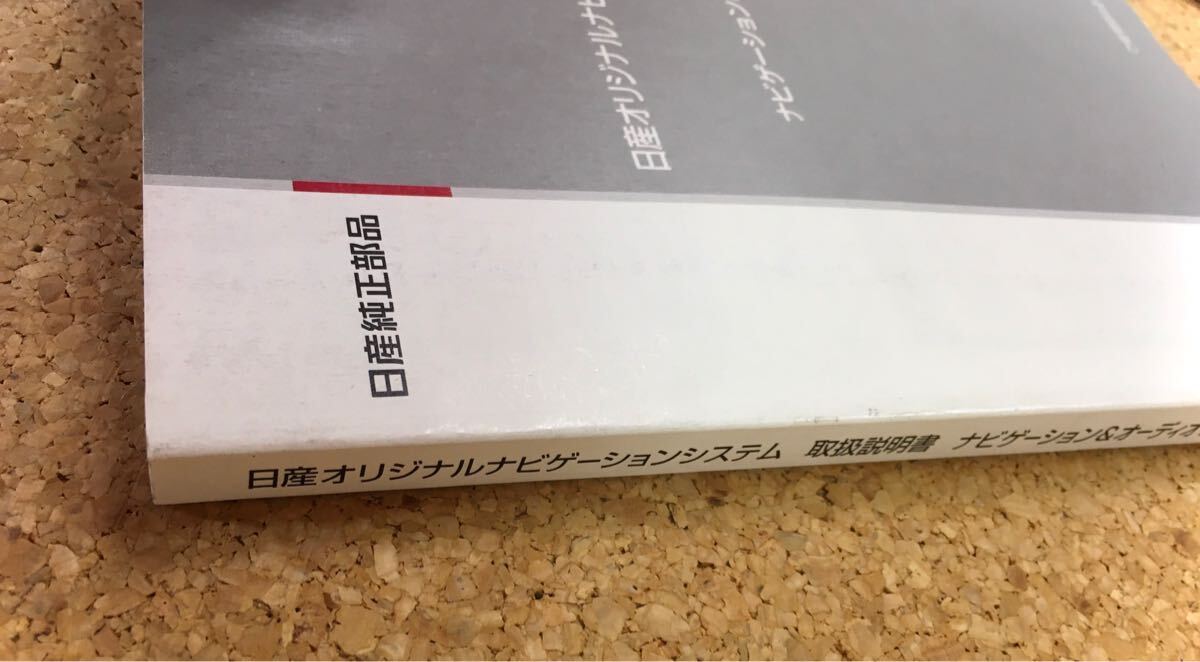 日産オリジナルナビ
ナビゲーション
日産純正部品
日産オリジナルナビゲーションシステム 取扱説明書 ナビゲーション&オーディオ